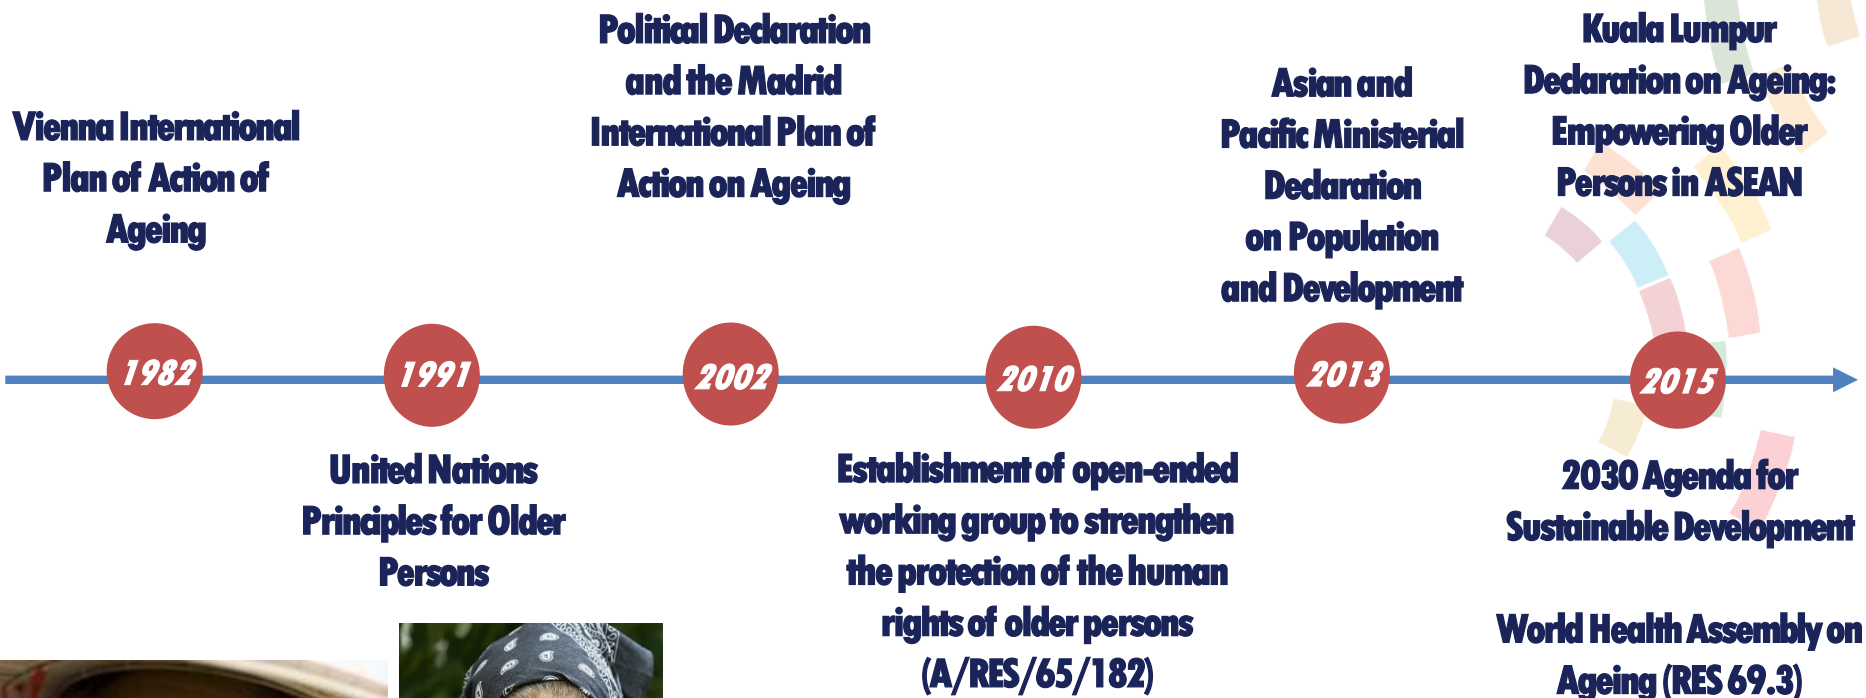 Vienna International
Plan of Action of
Ageing
Political Declaration
and the Madrid
International Plan of
Action on Ageing
Asian and
Pacific Ministerial
Declaration
on Population
and Development
Kuala Lumpur
Declaration on Ageing:
Empowering Older
Persons in ASEAN
1982
1991
2002
2010
2013
2015
United Nations
Principles for Older
Persons
Establishment of open-ended
working group to strengthen
the protection of the human
rights of older persons
(A/RES/65/182)
2030 Agenda for
Sustainable Development
World Health Assembly on
Ageing (RES 69.3)